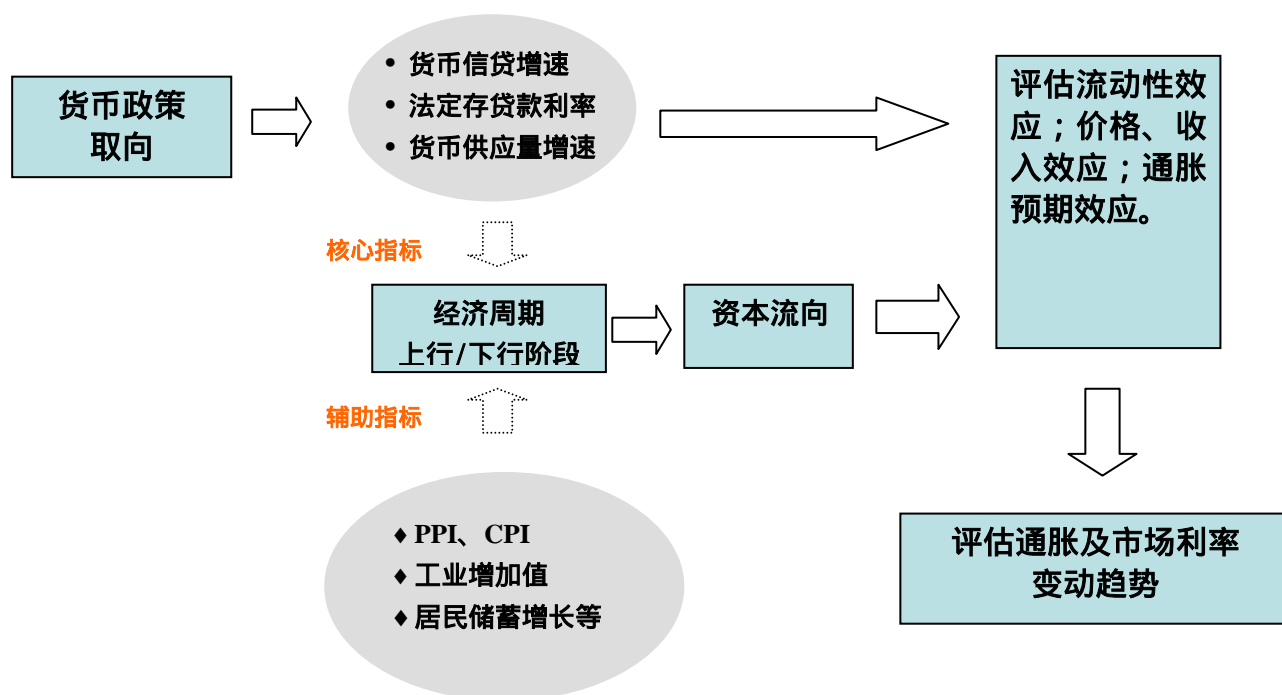 货币政策
取向
• 货币信贷增速
• 法定存贷款利率
• 货币供应量增速
评估流动性效
应；价格、收
入效应；通胀
预期效应。
核心指标
经济周期
上行/下行阶段
资本流向
辅助指标
♦ PPI、CPI
♦ 工业增加值
♦ 居民储蓄增长等
评估通胀及市场利率
变动趋势